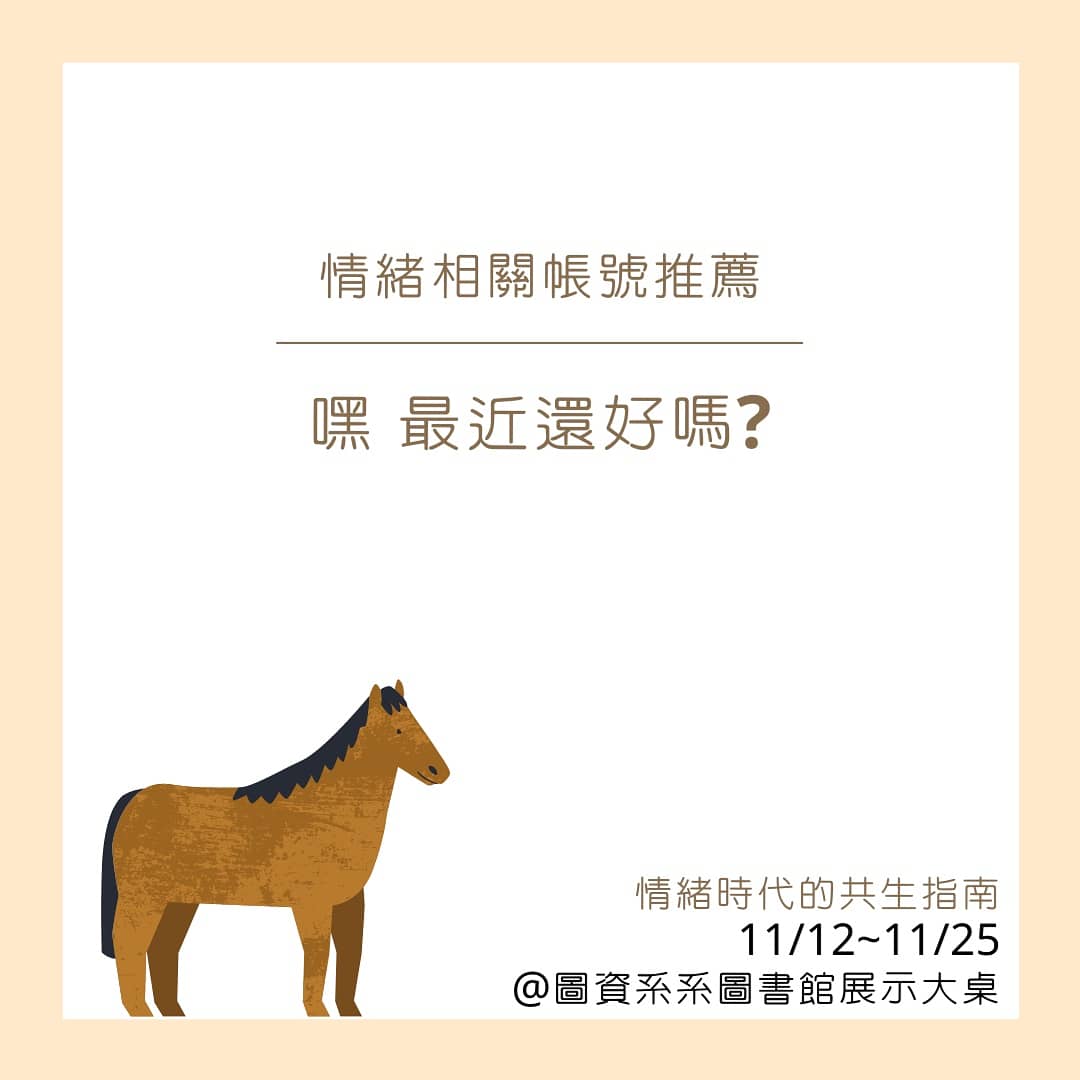 情緒相關帳號推薦
嘿 最近還好嗎?
情緒時代的共生指南
11/12~11/25
@圖資系系圖書館展示大桌